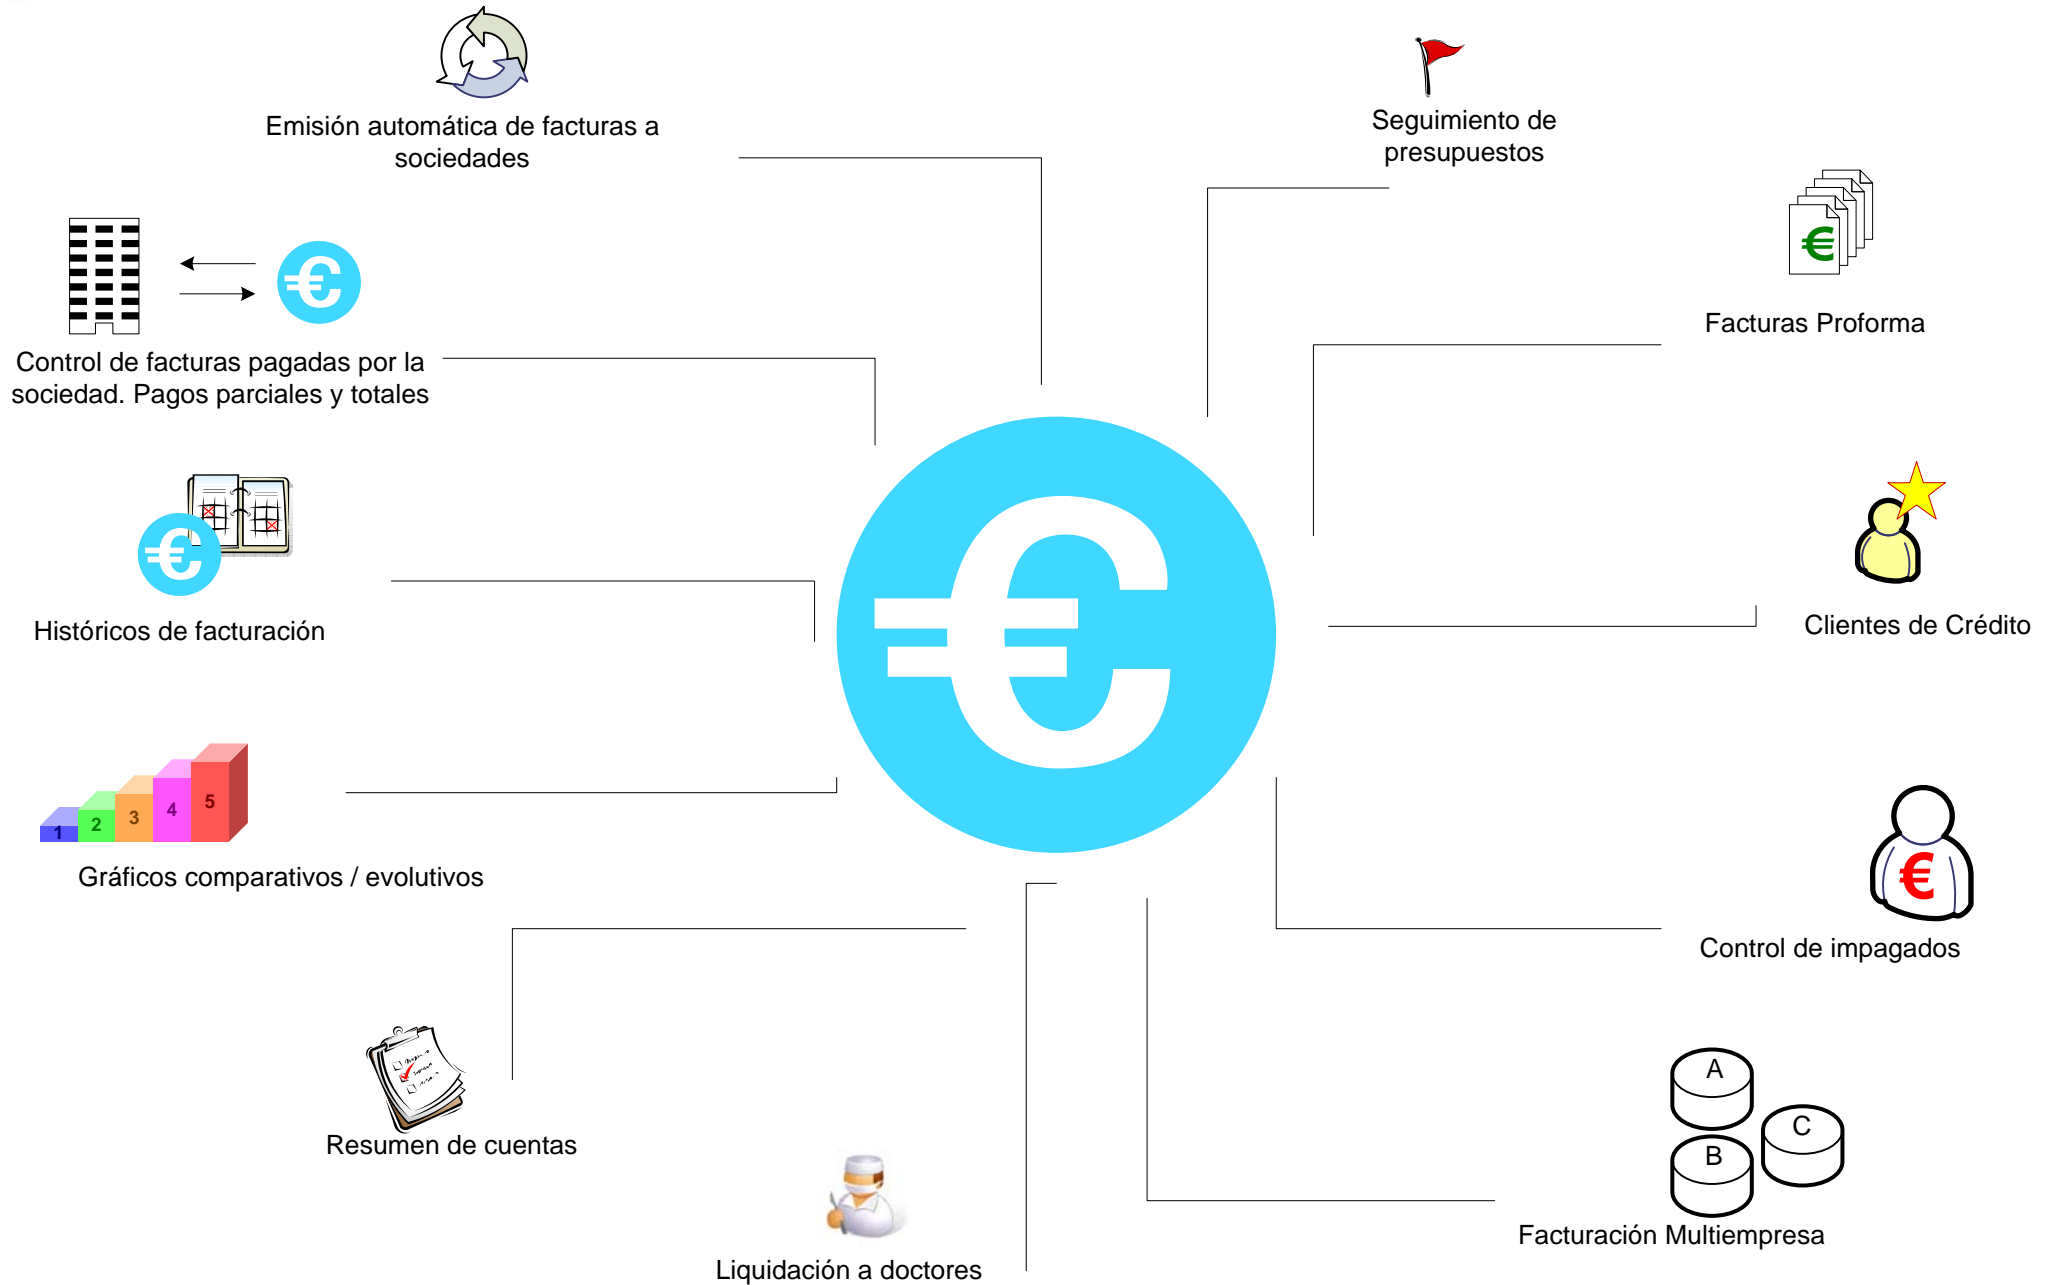 Emisión automática de facturas a
sociedades
Seguimiento de
presupuestos
€
Facturas Proforma
€
Control de facturas pagadas por la
sociedad. Pagos parciales y totales
€
Históricos de facturación
€
Clientes de Crédito
1
2
3
4
5
Gráficos comparativos / evolutivos
€
Control de impagados
Resumen de cuentas
A
B
C
Facturación Multiempresa
Liquidación a doctores